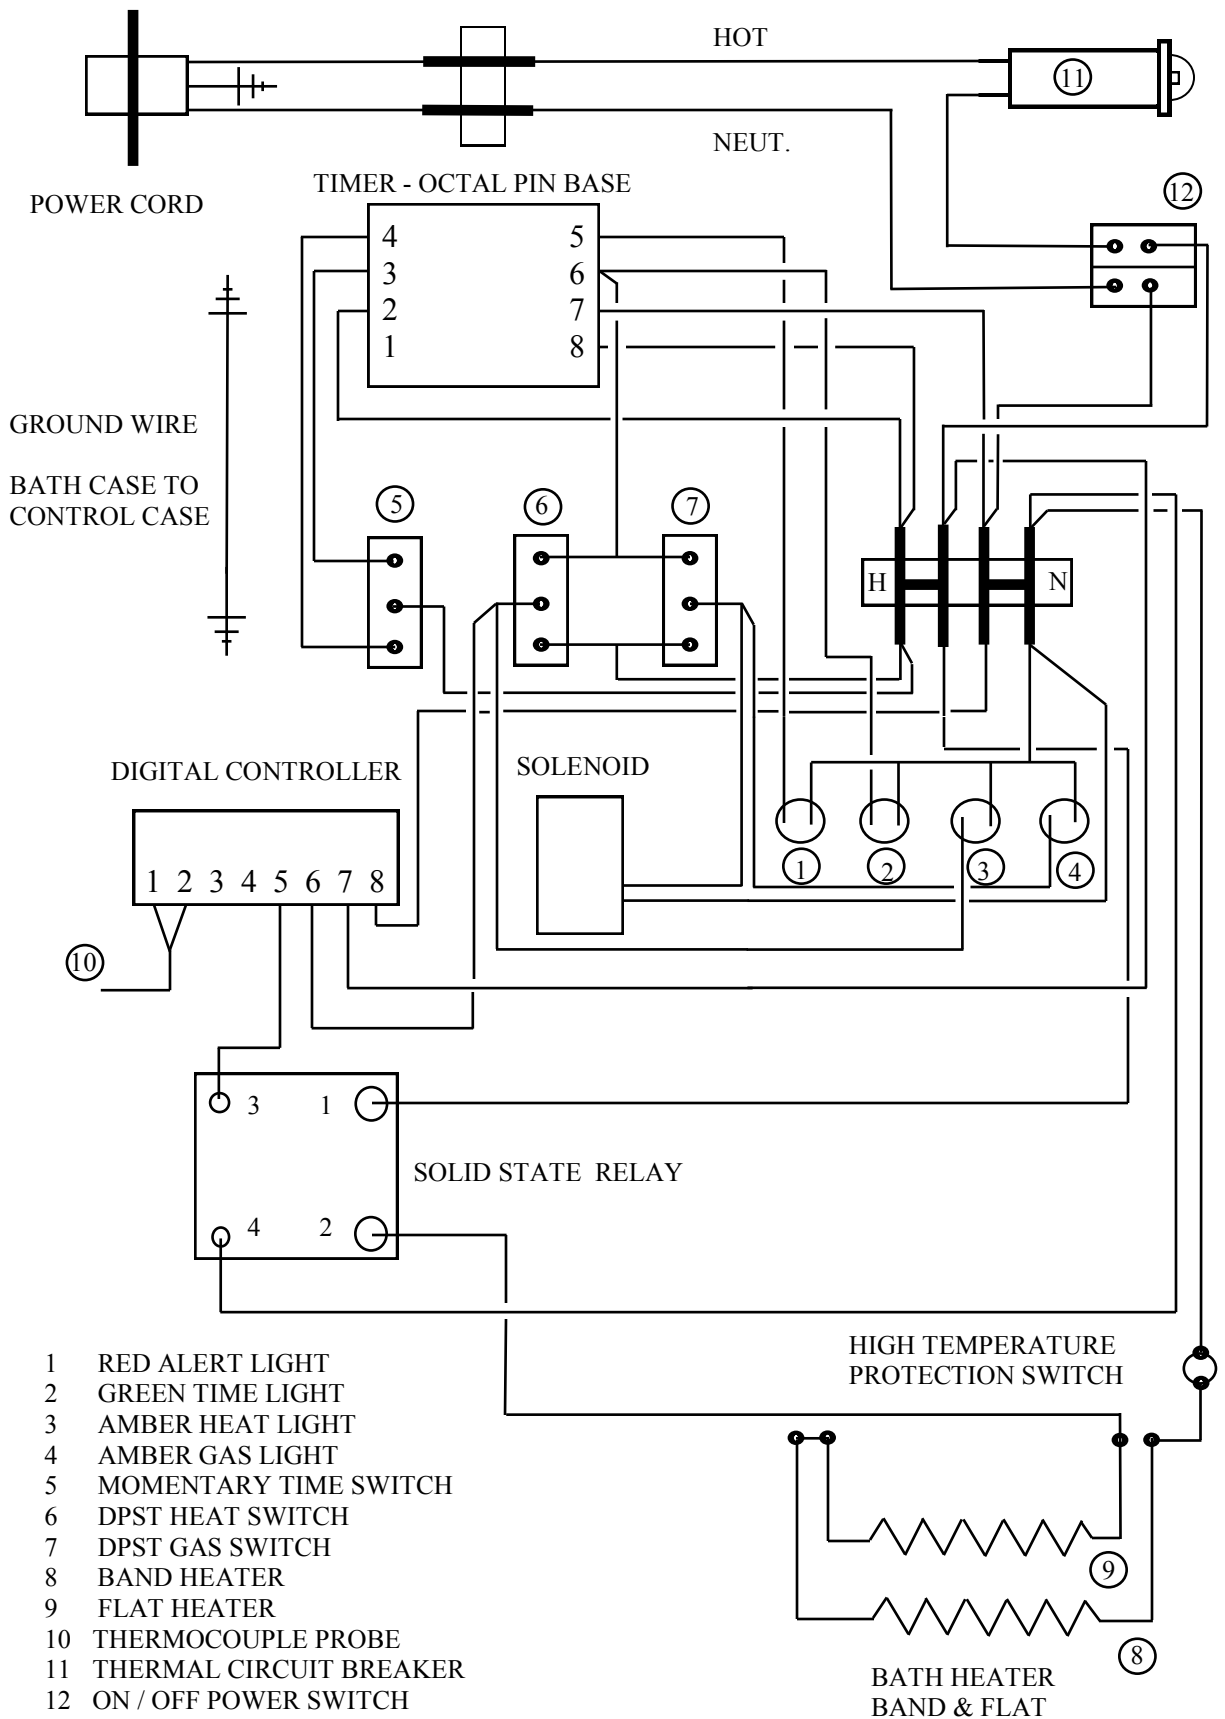 HOT
11
NEUT.
POWER CORD
TIMER - OCTAL PIN BASE
12
4 5
3 6
2 7
1 8
GROUND WIRE
BATH CASE TO
CONTROL CASE
5
6
7
H
N
DIGITAL CONTROLLER
SOLENOID
1 2 3 4 5 6 7 8
1
2
3
4
10
3 1
SOLID STATE RELAY
4 2
HIGH TEMPERATURE
PROTECTION SWITCH
1 RED ALERT LIGHT
2 GREEN TIME LIGHT
3 AMBER HEAT LIGHT
4 AMBER GAS LIGHT
5 MOMENTARY TIME SWITCH
6 DPST HEAT SWITCH
7 DPST GAS SWITCH
8 BAND HEATER
9 FLAT HEATER
10 THERMOCOUPLE PROBE
11 THERMAL CIRCUIT BREAKER
12 ON / OFF POWER SWITCH
9
8
BATH HEATER
BAND & FLAT